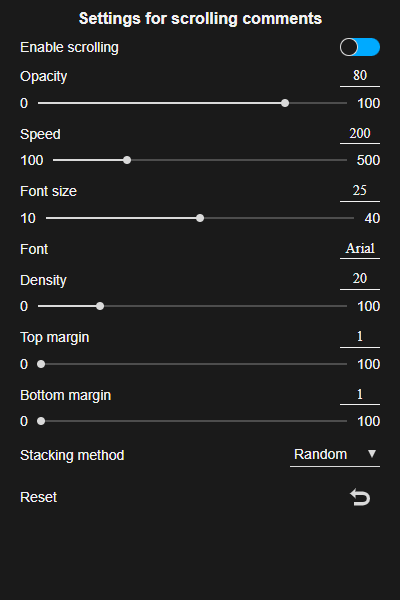 Settings for scrolling comments
Enable scrolling
Opacity 80
0 100
Speed 200
100 500
Font size 25
10 40
Font Arial
Density 20
0 100
Top margin 1
0 100
Bottom margin 1
0 100
Stacking method Random
Reset